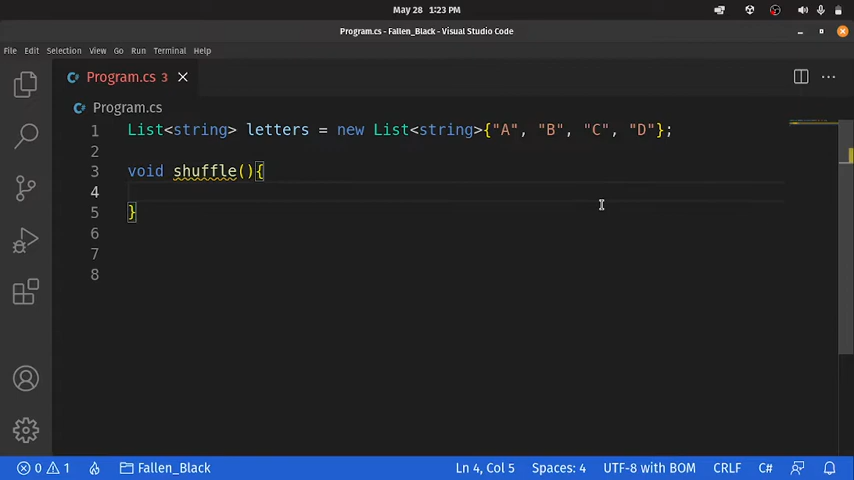 May 28 1:23 PM
Program.cs - Fallen_Black - Visual Studio Code
File Edit Selection View Go Run Terminal Help
Program.cs 3
Program.cs
1 List<string> letters = new List<string>{"A", "B", "C", "D"};
2
3 void shuffle(){
4
5 }
6
7
8
0 1 Fallen_Black Ln 4, Col 5 Spaces: 4 UTF-8 with BOM CRLF C#